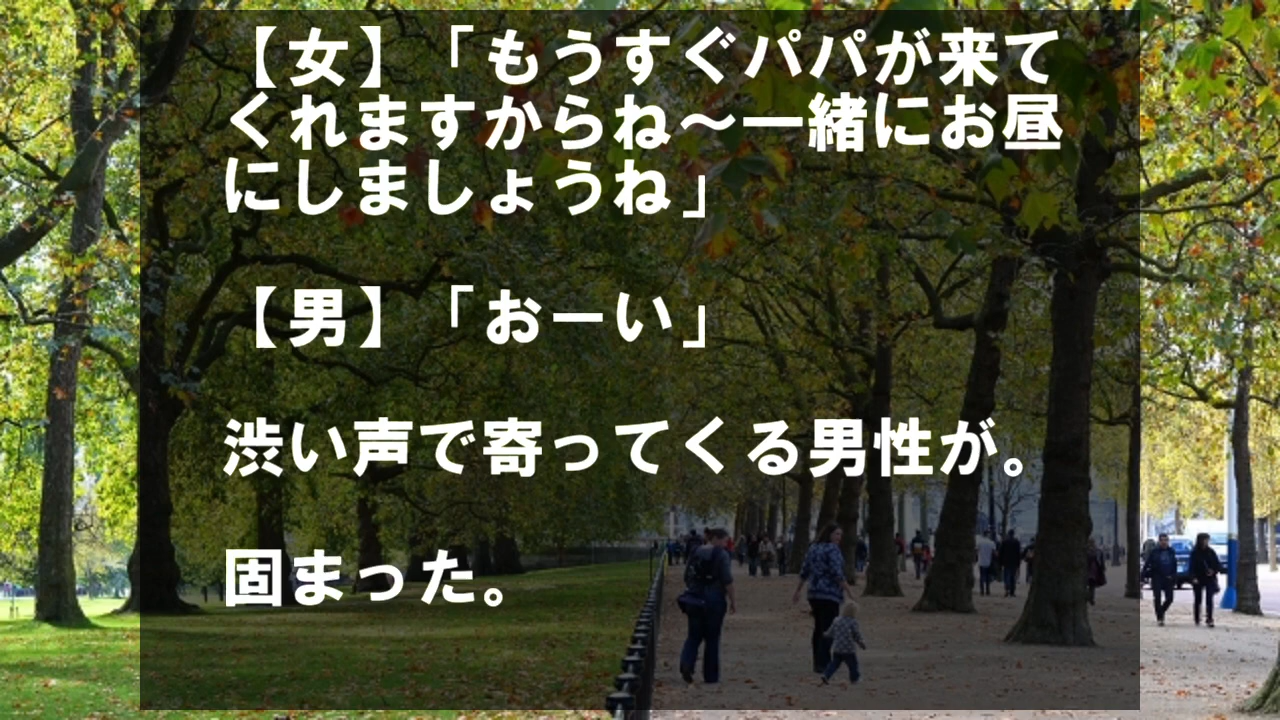 【女】「もうすぐパパが来て
くれますからね～一緒にお昼
にしましょうね」
【男】「おーい」
渋い声で寄ってくる男性が。
固まった。